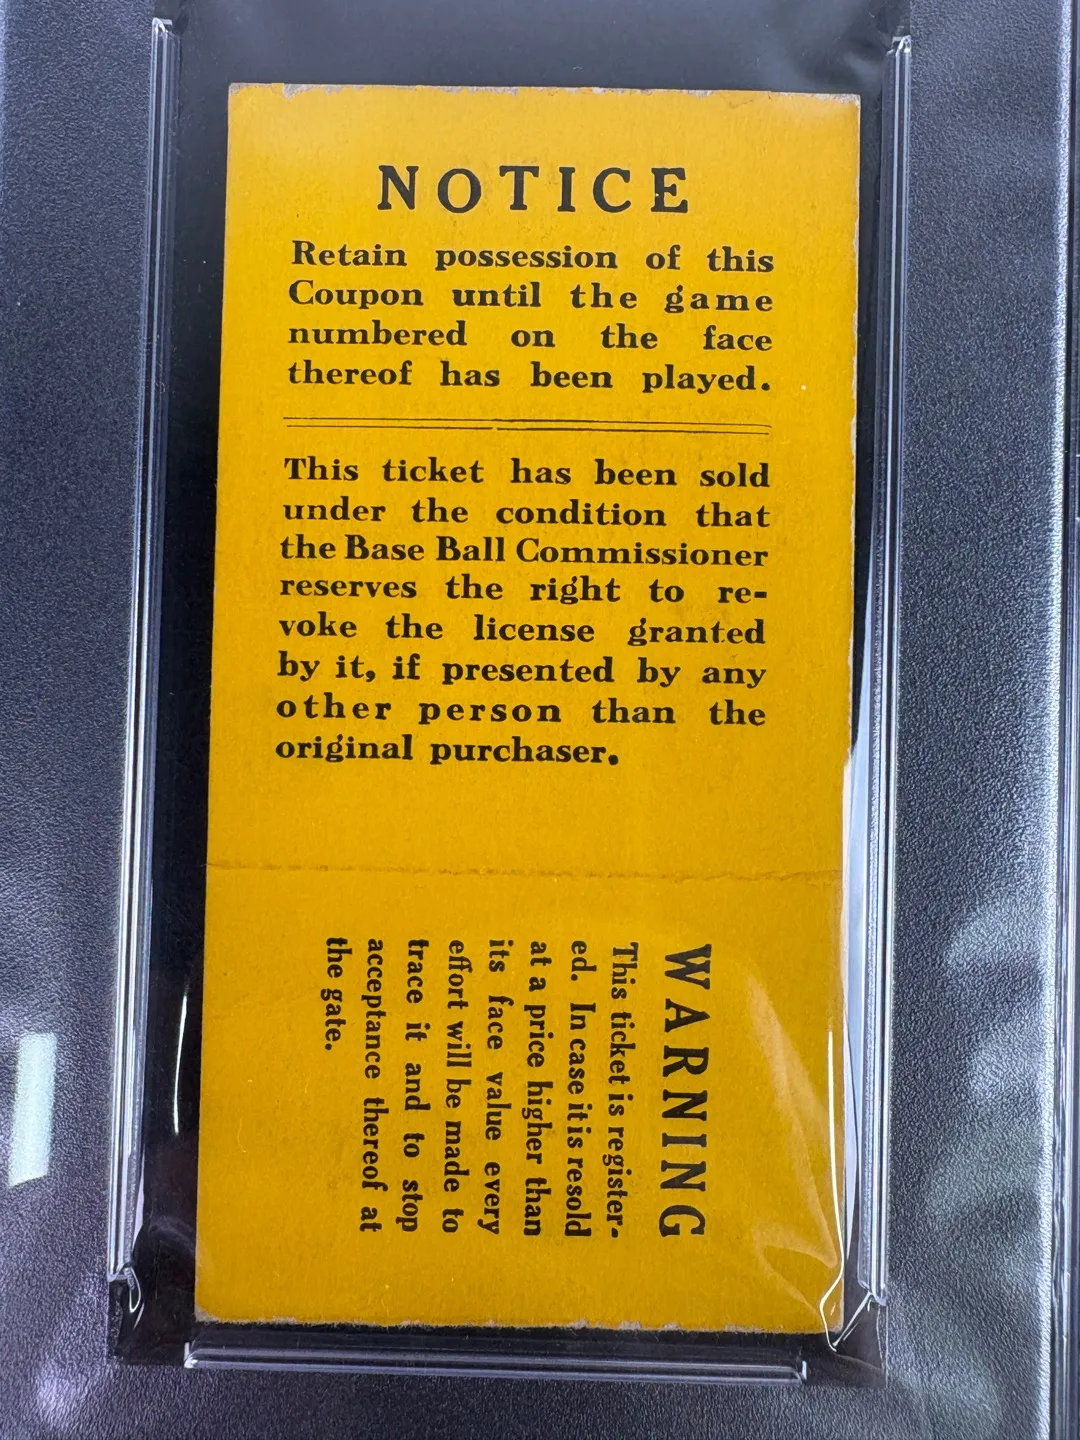 NOTICE
Retain possession of this
Coupon until the game
numbered on the face
thereof has been played.
This ticket has been sold
under the condition that
the Base Ball Commissioner
reserves the right to re-
voke the license granted
by it, if presented by any
other person than the
original purchaser.
WARNING
This ticket is register-
ed. In case it is resold
at a price higher than
its face value every
effort will be made to
trace it and to stop
acceptance thereof at
the gate.